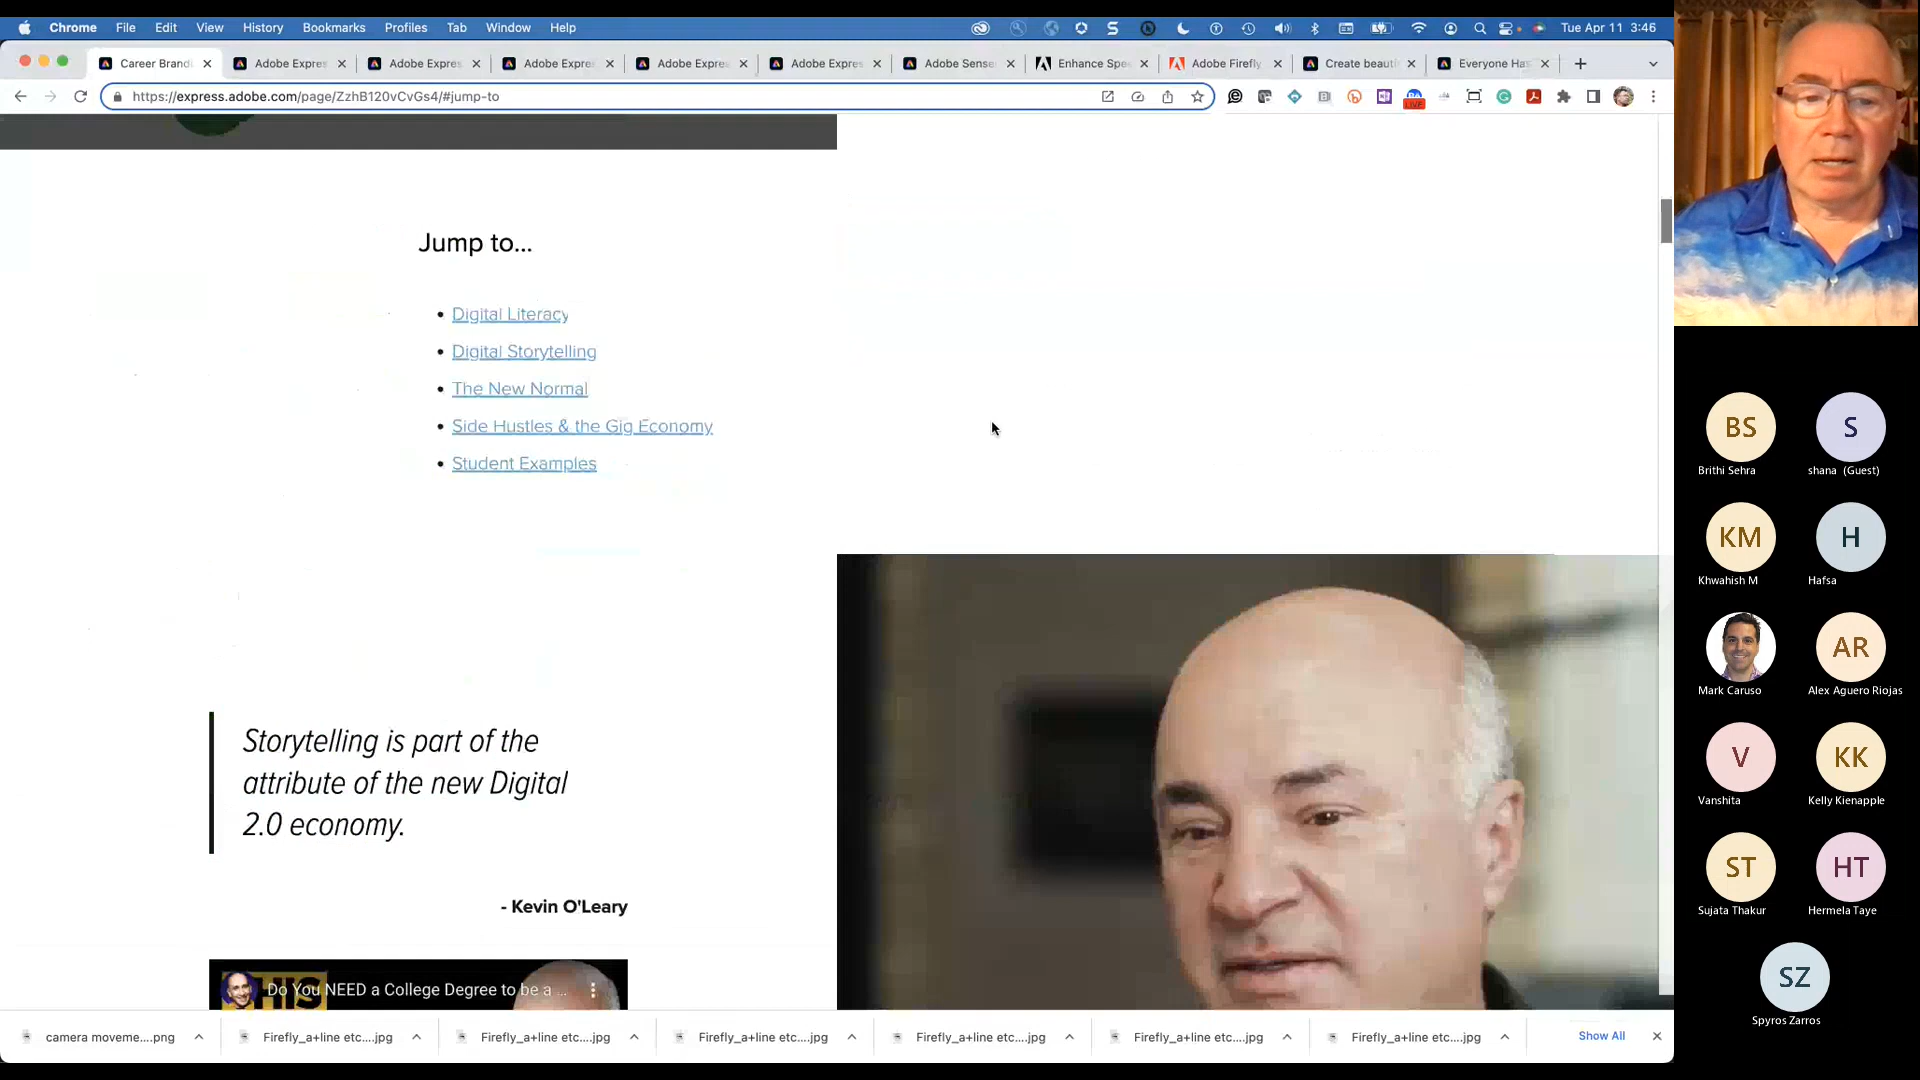 Chrome File Edit View History Bookmarks Profiles Tab Window Help
Tue Apr 11 3:46
Career Brandi
Adobe Expres
Adobe Expres
Adobe Expre
Adobe Expre
Adobe Expres
Adobe Sense
Enhance Spe
Adobe Firefly
Create beauti
Everyone Has
https://express.adobe.com/page/ZzhB120vCvGs4/#jump-to
LIVE
Jump to...
• Digital Literacy
• Digital Storytelling
• The New Normal
• Side Hustles & the Gig Economy
• Student Examples
Storytelling is part of the
attribute of the new Digital
2.0 economy.
- Kevin O'Leary
Do You NEED a College Degree to be a ...
camera moveme....png
Firefly_a+line etc....jpg
Firefly_a+line etc....jpg
Firefly_a+line etc....jpg
Firefly_a+line etc....jpg
Firefly_a+line etc....jpg
Firefly_a+line etc....jpg
Show All
BS
Brithi Sehra
S
shana (Guest)
KM
Khwahish M
H
Hafsa
Mark Caruso
AR
Alex Aguero Riojas
V
Vanshita
KK
Kelly Kienapple
ST
Sujata Thakur
HT
Hermela Taye
SZ
Spyros Zarros